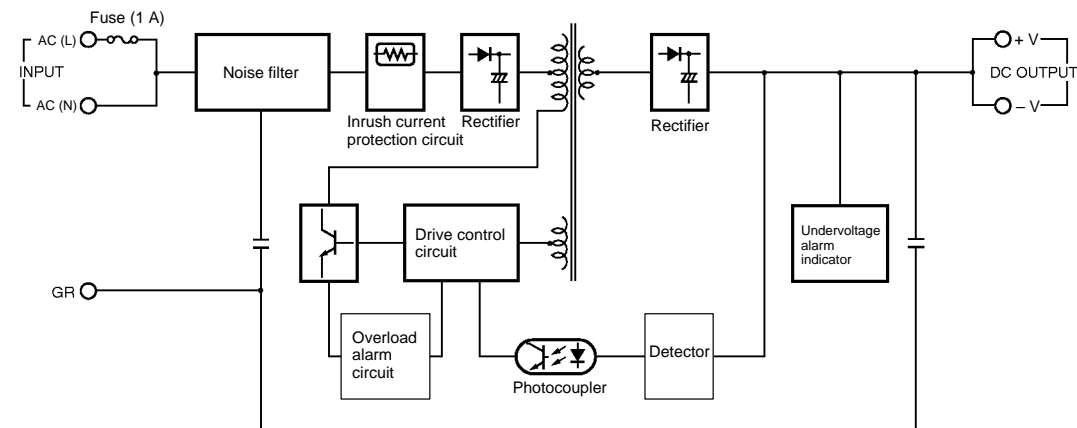 Fuse (1 A)
AC (L)
INPUT
AC (N)
Noise filter
Inrush current
protection circuit
Rectifier
Rectifier
+ V
DC OUTPUT
– V
Drive control
circuit
Undervoltage
alarm
indicator
GR
Overload
alarm
circuit
Photocoupler
Detector